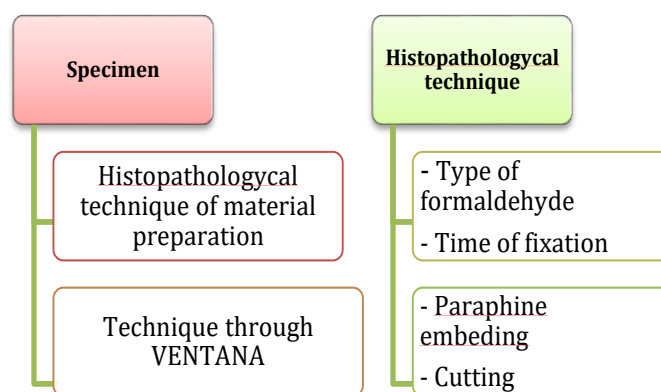 Specimen
Histopathologycal
technique of material
preparation
Technique through
VENTANA
Histopathologycal
technique
- Type of
formaldehyde
- Time of fixation
- Paraphine
embeding
- Cutting